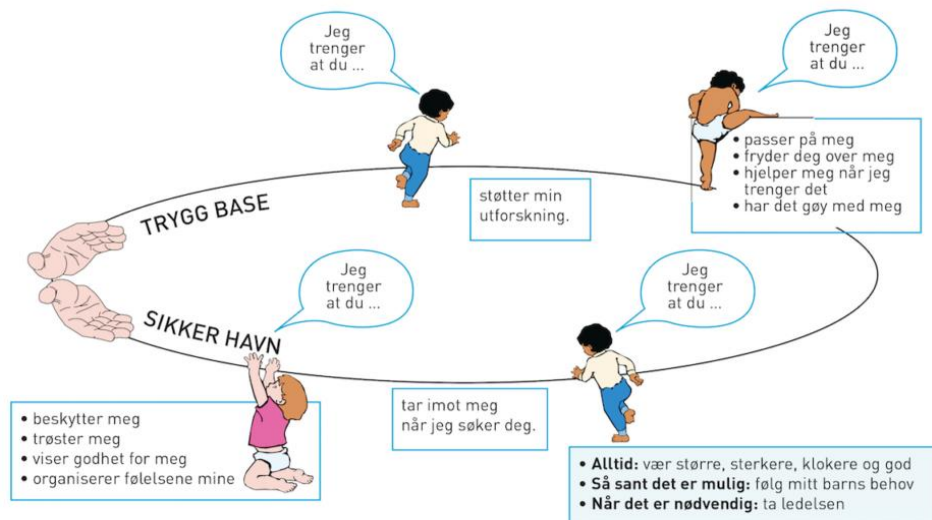 Jeg
trenger
at du ...
Jeg
trenger
at du ...
• passer på meg
• fryder deg over meg
• hjelper meg når jeg
trenger det
• har det gøy med meg
støtter min
utforskning.
TRYGG BASE
SIKKER HAVN
Jeg
trenger
at du ...
Jeg
trenger
at du ...
tar imot meg
når jeg søker deg.
• beskytter meg
• trøster meg
• viser godhet for meg
• organiserer følelsene mine
• Alltid: vær større, sterkere, klokere og god
• Så sant det er mulig: følg mitt barns behov
• Når det er nødvendig: ta ledelsen